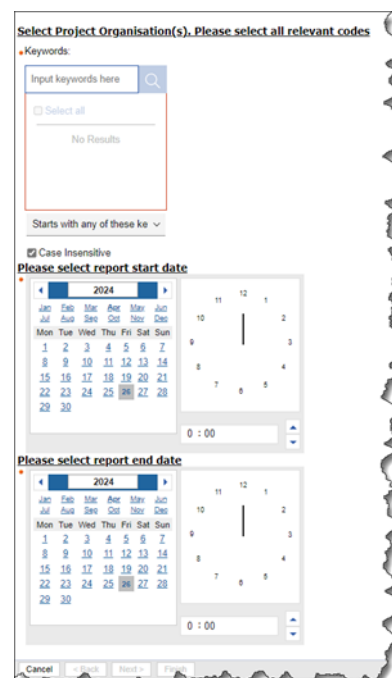 Select Project Organisation(s). Please select all relevant codes
Keywords:
Input keywords here
Select all
No Results
Starts with any of these ke
Case Insensitive
Please select report start date
2024
Jan Feb Mar Apr May Jun
Jul Aug Sep Oct Nov Dec
Mon Tue Wed Thu Fri Sat Sun
1 2 3 4 5 6 7
8 9 10 11 12 13 14
15 16 17 18 19 20 21
22 23 24 25 26 27 28
29 30
12
11 1
10 2
9 3
8 4
7 5
6
0 : 00
Please select report end date
2024
Jan Feb Mar Apr May Jun
Jul Aug Sep Oct Nov Dec
Mon Tue Wed Thu Fri Sat Sun
1 2 3 4 5 6 7
8 9 10 11 12 13 14
15 16 17 18 19 20 21
22 23 24 25 26 27 28
29 30
12
11 1
10 2
9 3
8 4
7 5
6
0 : 00
Cancel < Back Next > Finish